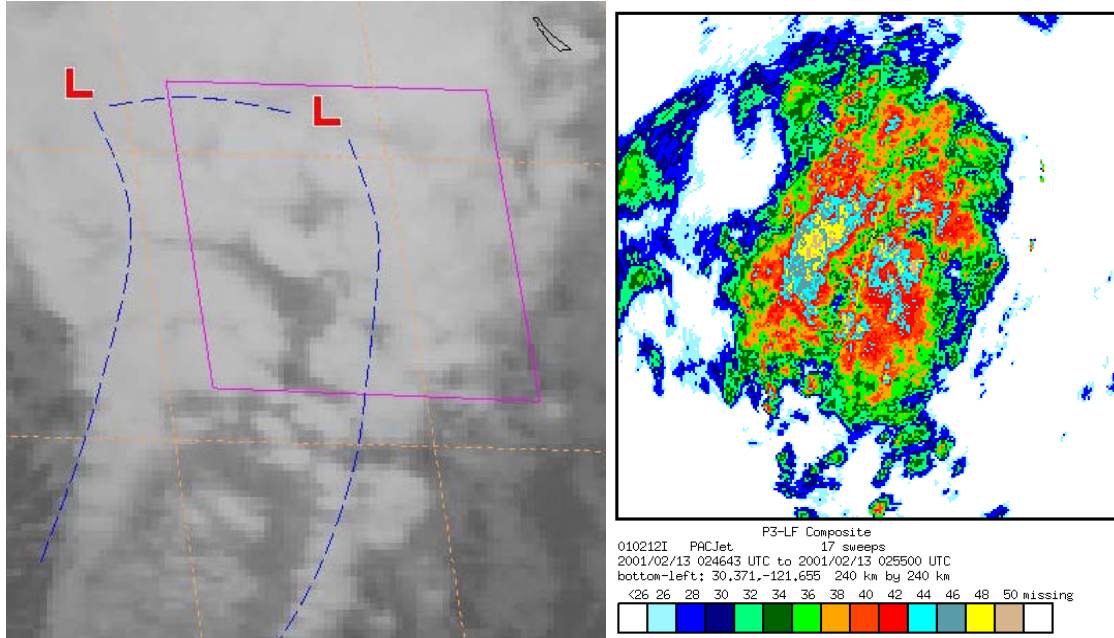 L
L
P3-LF Composite
010212I PACJet 17 sweeps
2001/02/13 024643 UTC to 2001/02/13 025500 UTC
bottom-left: 30.371,-121.655 240 km by 240 km
<26 26 28 30 32 34 36 38 40 42 44 46 48 50 missing